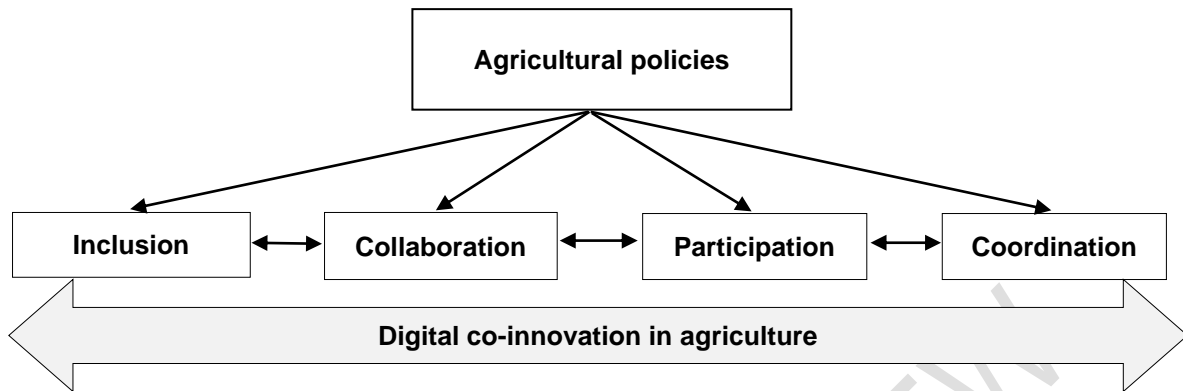 Agricultural policies
Inclusion
Collaboration
Participation
Coordination
Digital co-innovation in agriculture